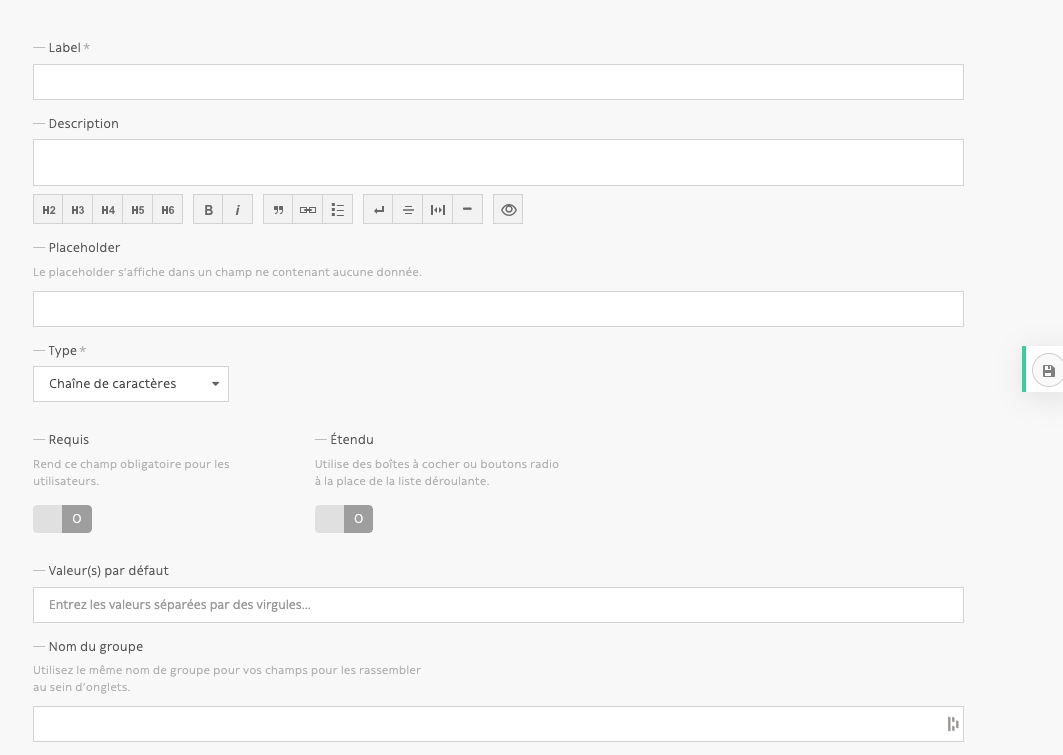 Label *
Description
H2 H3 H4 H5 H6 B i
Placeholder
Le placeholder s'affiche dans un champ ne contenant aucune donnée.
Type *
Chaîne de caractères
Requis
Rend ce champ obligatoire pour les
utilisateurs.
O
Étendu
Utilise des boîtes à cocher ou boutons radio
à la place de la liste déroulante.
O
Valeur(s) par défaut
Entrez les valeurs séparées par des virgules...
Nom du groupe
Utilisez le même nom de groupe pour vos champs pour les rassembler
au sein d'onglets.